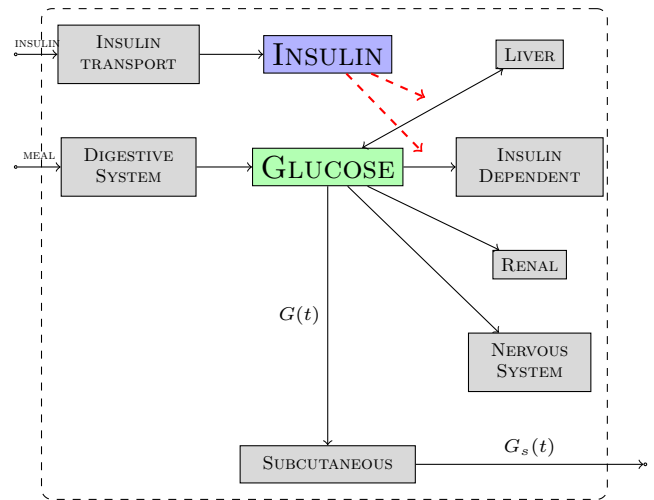 INSULIN
INSULIN
TRANSPORT
INSULIN
LIVER
MEAL
DIGESTIVE
SYSTEM
GLUCOSE
INSULIN
DEPENDENT
RENAL
G(t)
NERVOUS
SYSTEM
SUBCUTANEOUS
G_s(t)